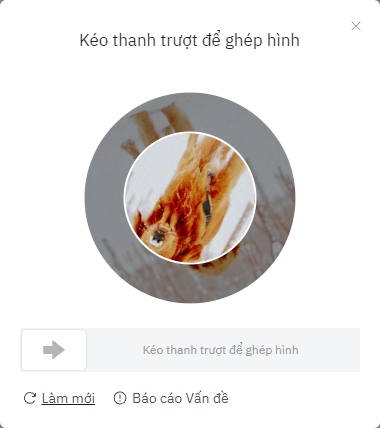 Kéo thanh trượt để ghép hình
Kéo thanh trượt để ghép hình
Làm mới
Báo cáo Vấn đề